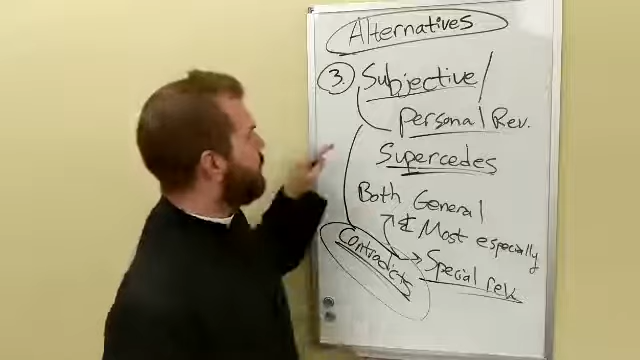 Alternatives
3. Subjective/
Personal Rev.
Supercedes
Both General
& Most especially
Special rev.
Contradicts